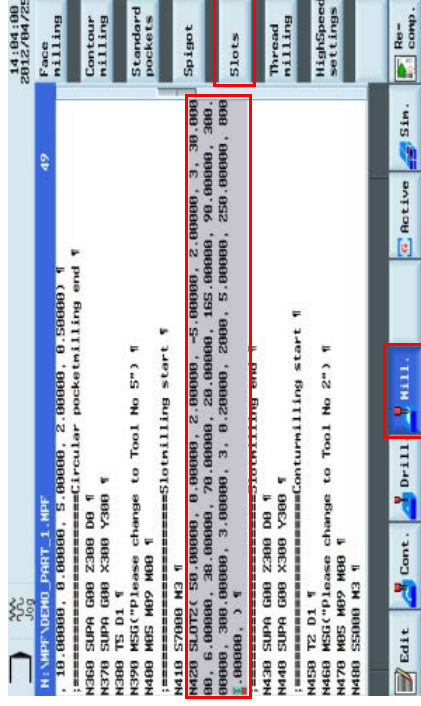 Jog
14:04:08
2012/04/25
N:\MPF\DEMO_PART_1.MPF 49
, 10.00000, 0.00000, 5.00000, 2.00000, 0.50000) ¶
;==============Circular pocketmilling end ¶
N360 SUPA G00 Z300 D0 ¶
N370 SUPA G00 X300 Y300 ¶
N380 T5 D1 ¶
N390 MSG("Please change to Tool No 5") ¶
N400 M05 M09 M00 ¶
;==============Slotmilling start ¶
N410 S7000 M3 ¶
N420 SLOT2( 50.00000, 0.00000, 2.00000, -5.00000, 2.00000, 3, 30.000
00, 6.00000, 38.00000, 70.00000, 20.00000, 165.00000, 90.00000, 300.
00000, 300.00000, 3.00000, 3, 0.20000, 2000, 5.00000, 250.00000, 800
.00000, ) ¶
;==============Slotmilling end ¶
N430 SUPA G00 Z300 D0 ¶
N440 SUPA G00 X300 Y300 ¶
;==============Conturmilling start ¶
N450 T2 D1 ¶
N460 MSG("Please change to Tool No 2") ¶
N470 M05 M09 M00 ¶
N480 S5000 M3 ¶
Face
milling
Contour
milling
Standard
pockets
Spigot
Slots
Thread
milling
HighSpeed
settings
Edit
Cont.
Drill
Mill.
Active
Sim.
Re-
comp.